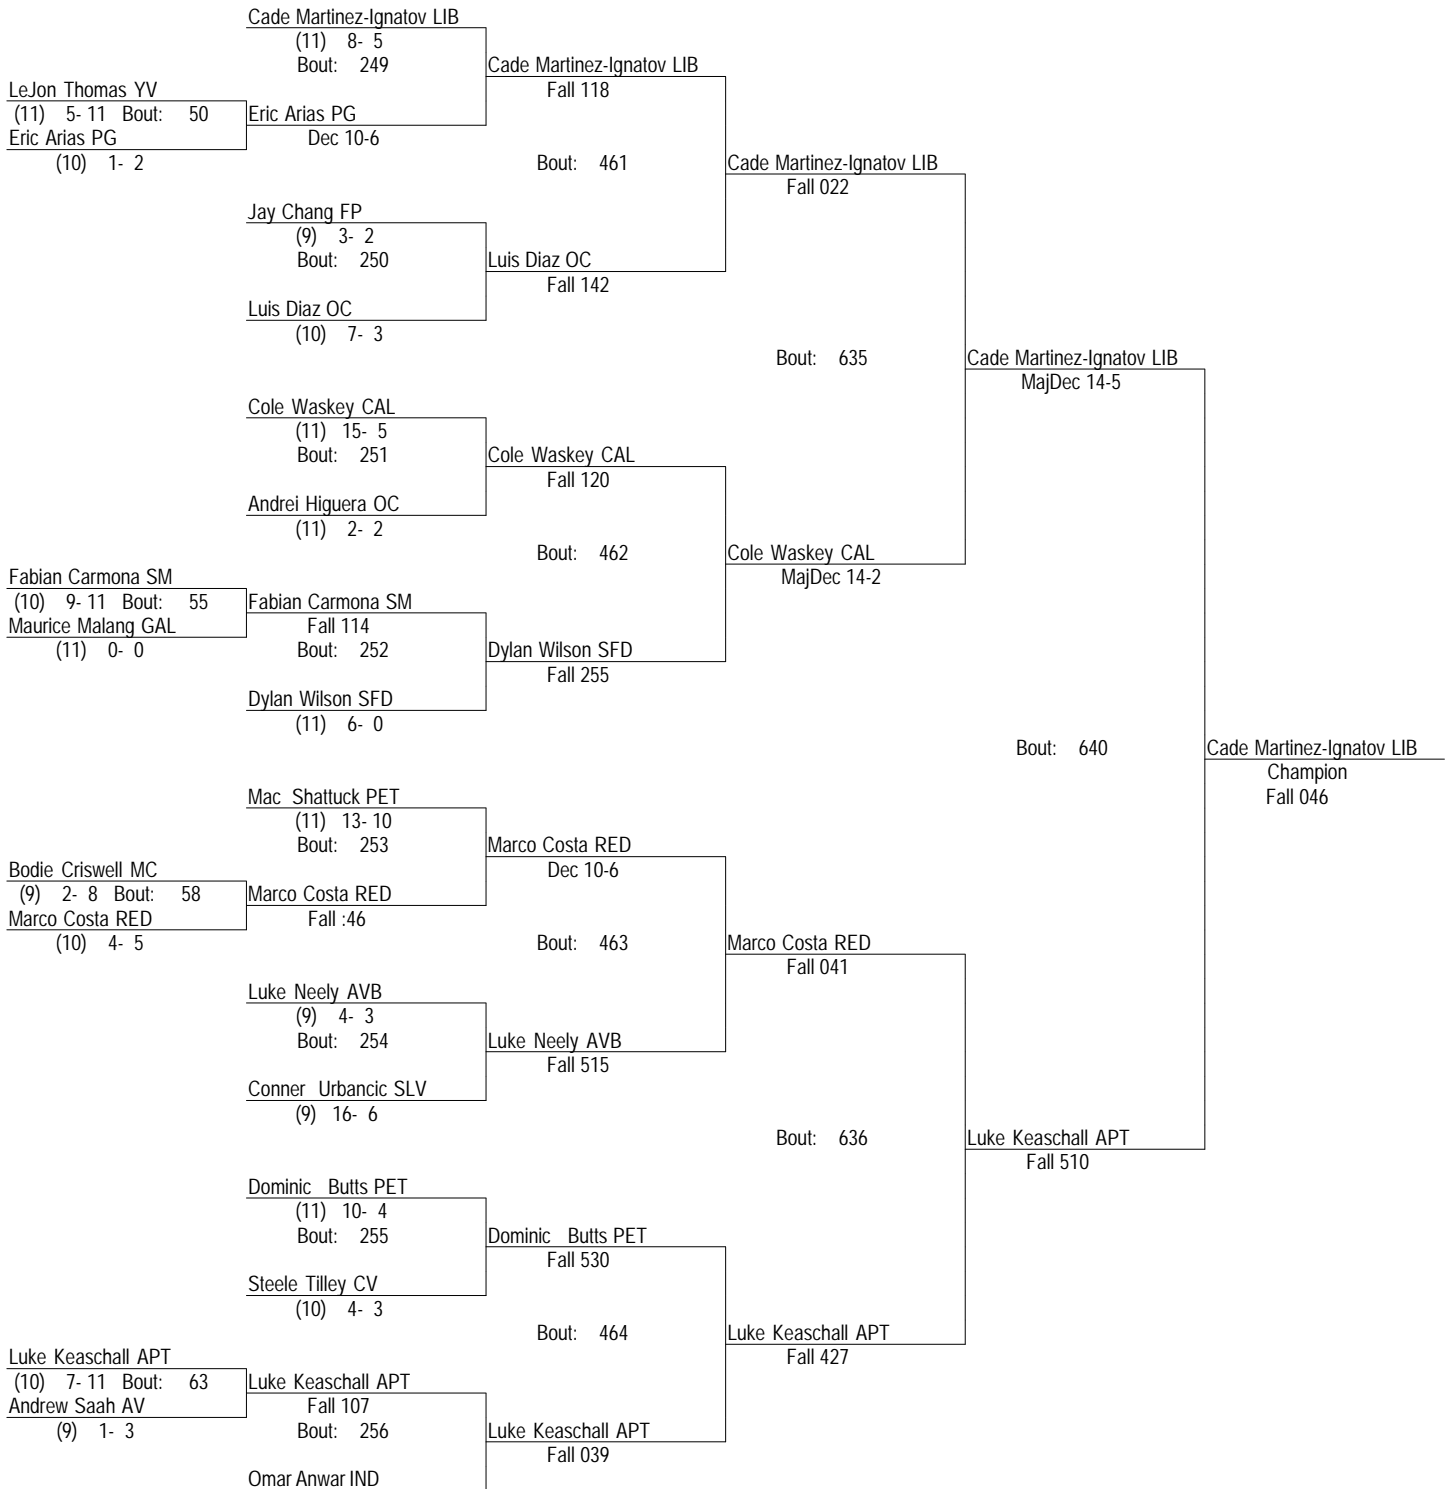 Cade Martinez-Ignatov LIB
(11) 8- 5
Bout: 249
Cade Martinez-Ignatov LIB
Fall 118
LeJon Thomas YV
(11) 5- 11 Bout: 50
Eric Arias PG
Dec 10-6
Eric Arias PG
(10) 1- 2
Bout: 461
Cade Martinez-Ignatov LIB
Fall 022
Jay Chang FP
(9) 3- 2
Bout: 250
Luis Diaz OC
Fall 142
Luis Diaz OC
(10) 7- 3
Bout: 635
Cade Martinez-Ignatov LIB
MajDec 14-5
Cole Waskey CAL
(11) 15- 5
Bout: 251
Cole Waskey CAL
Fall 120
Andrei Higuera OC
(11) 2- 2
Bout: 462
Cole Waskey CAL
MajDec 14-2
Fabian Carmona SM
(10) 9- 11 Bout: 55
Fabian Carmona SM
Fall 114
Maurice Malang GAL
(11) 0- 0
Bout: 252
Dylan Wilson SFD
Fall 255
Dylan Wilson SFD
(11) 6- 0
Bout: 640
Cade Martinez-Ignatov LIB
Champion
Fall 046
Mac Shattuck PET
(11) 13- 10
Bout: 253
Marco Costa RED
Dec 10-6
Bodie Criswell MC
(9) 2- 8 Bout: 58
Marco Costa RED
Fall :46
Marco Costa RED
(10) 4- 5
Bout: 463
Marco Costa RED
Fall 041
Luke Neely AVB
(9) 4- 3
Bout: 254
Luke Neely AVB
Fall 515
Conner Urbancic SLV
(9) 16- 6
Bout: 636
Luke Keaschall APT
Fall 510
Dominic Butts PET
(11) 10- 4
Bout: 255
Dominic Butts PET
Fall 530
Steele Tilley CV
(10) 4- 3
Bout: 464
Luke Keaschall APT
Fall 427
Luke Keaschall APT
(10) 7- 11 Bout: 63
Luke Keaschall APT
Fall 107
Andrew Saah AV
(9) 1- 3
Bout: 256
Luke Keaschall APT
Fall 039
Omar Anwar IND